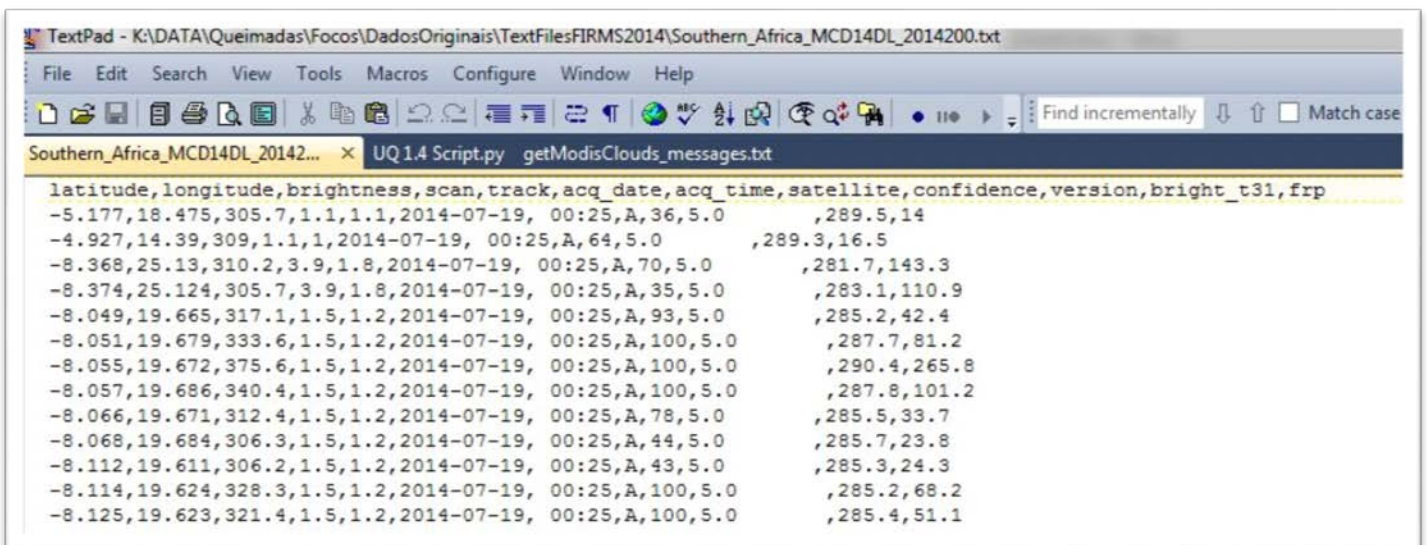 TextPad - K:\DATA\Queimadas\Focos\DadosOriginais\TextFilesFIRMS2014\Southern_Africa_MCD14DL_2014200.txt
File Edit Search View Tools Macros Configure Window Help
Find incrementally Match case
Southern_Africa_MCD14DL_20142... UQ 1.4 Script.py getModisClouds_messages.txt
latitude,longitude,brightness,scan,track,acq_date,acq_time,satellite,confidence,version,bright_t31,frp
-5.177,18.475,305.7,1.1,1.1,2014-07-19, 00:25,A,36,5.0 ,289.5,14
-4.927,14.39,309,1.1,1,2014-07-19, 00:25,A,64,5.0 ,289.3,16.5
-8.368,25.13,310.2,3.9,1.8,2014-07-19, 00:25,A,70,5.0 ,281.7,143.3
-8.374,25.124,305.7,3.9,1.8,2014-07-19, 00:25,A,35,5.0 ,283.1,110.9
-8.049,19.665,317.1,1.5,1.2,2014-07-19, 00:25,A,93,5.0 ,285.2,42.4
-8.051,19.679,333.6,1.5,1.2,2014-07-19, 00:25,A,100,5.0 ,287.7,81.2
-8.055,19.672,375.6,1.5,1.2,2014-07-19, 00:25,A,100,5.0 ,290.4,265.8
-8.057,19.686,340.4,1.5,1.2,2014-07-19, 00:25,A,100,5.0 ,287.8,101.2
-8.066,19.671,312.4,1.5,1.2,2014-07-19, 00:25,A,78,5.0 ,285.5,33.7
-8.068,19.684,306.3,1.5,1.2,2014-07-19, 00:25,A,44,5.0 ,285.7,23.8
-8.112,19.611,306.2,1.5,1.2,2014-07-19, 00:25,A,43,5.0 ,285.3,24.3
-8.114,19.624,328.3,1.5,1.2,2014-07-19, 00:25,A,100,5.0 ,285.2,68.2
-8.125,19.623,321.4,1.5,1.2,2014-07-19, 00:25,A,100,5.0 ,285.4,51.1